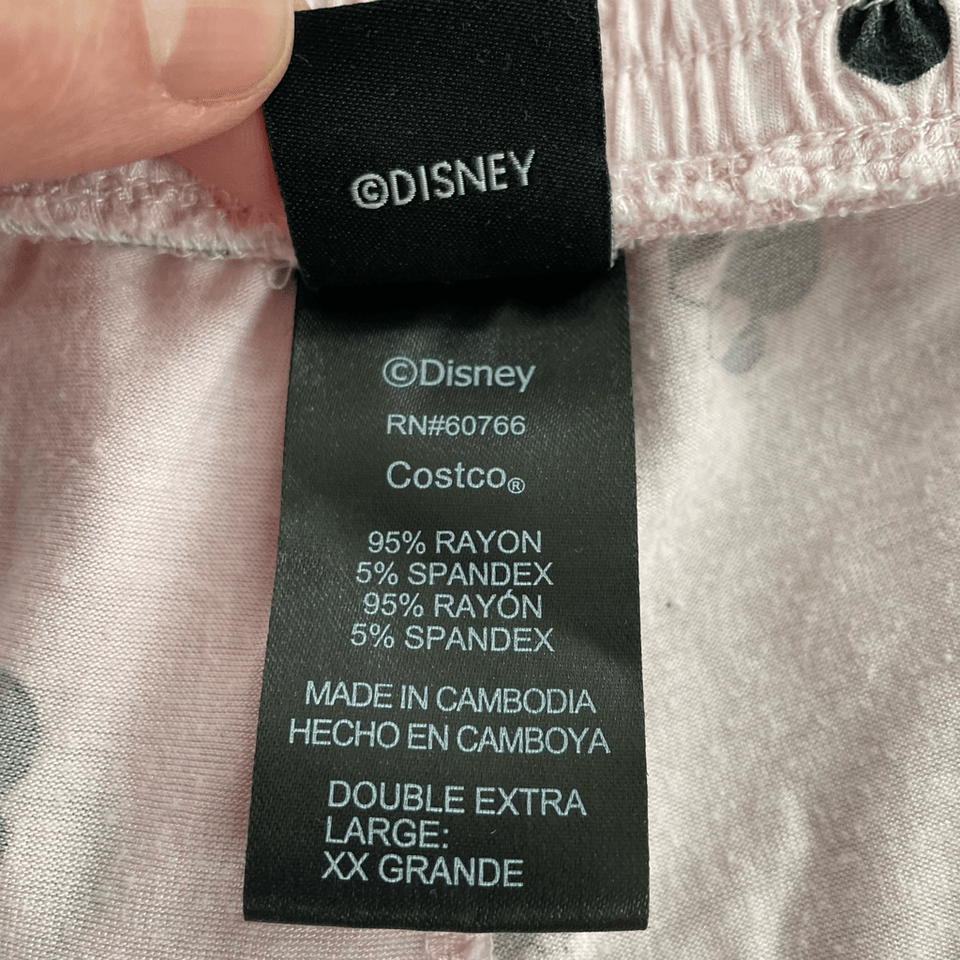 ©DISNEY
©Disney
RN#60766
Costco®
95% RAYON
5% SPANDEX
95% RAYÓN
5% SPANDEX
MADE IN CAMBODIA
HECHO EN CAMBOYA
DOUBLE EXTRA
LARGE:
XX GRANDE